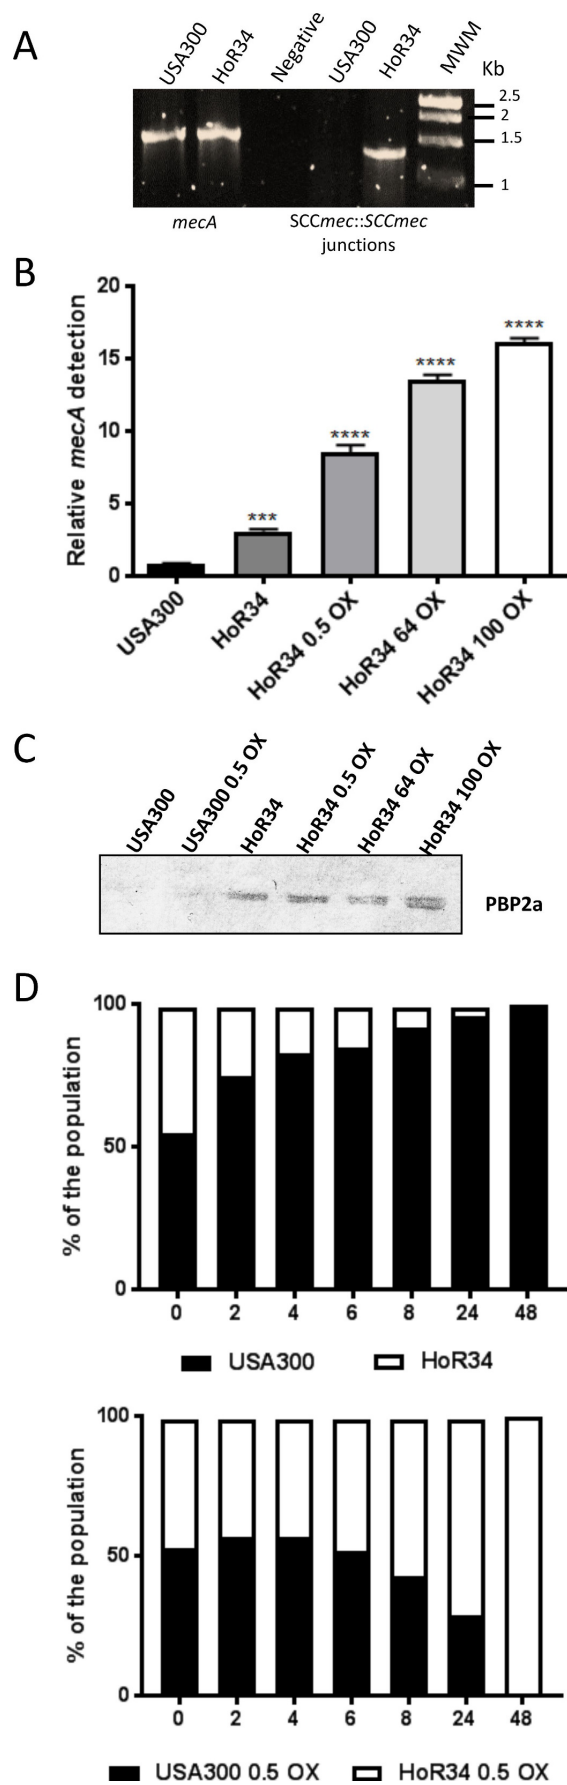 A
USA300 HoR34 Negative USA300 HoR34 MWM Kb
2.5
2
1.5
1
mecA SCCmec::SCCmec
junctions
B
Relative mecA detection
20
15
10
5
0
*** **** **** ****
USA300 HoR34 HoR34 0.5 OX HoR34 64 OX HoR34 100 OX
C
USA300 USA300 0.5 OX HoR34 HoR34 0.5 OX HoR34 64 OX HoR34 100 OX
PBP2a
D
% of the population
100
50
0
0 2 4 6 8 24 48
USA300 HoR34
% of the population
100
50
0
0 2 4 6 8 24 48
USA300 0.5 OX HoR34 0.5 OX